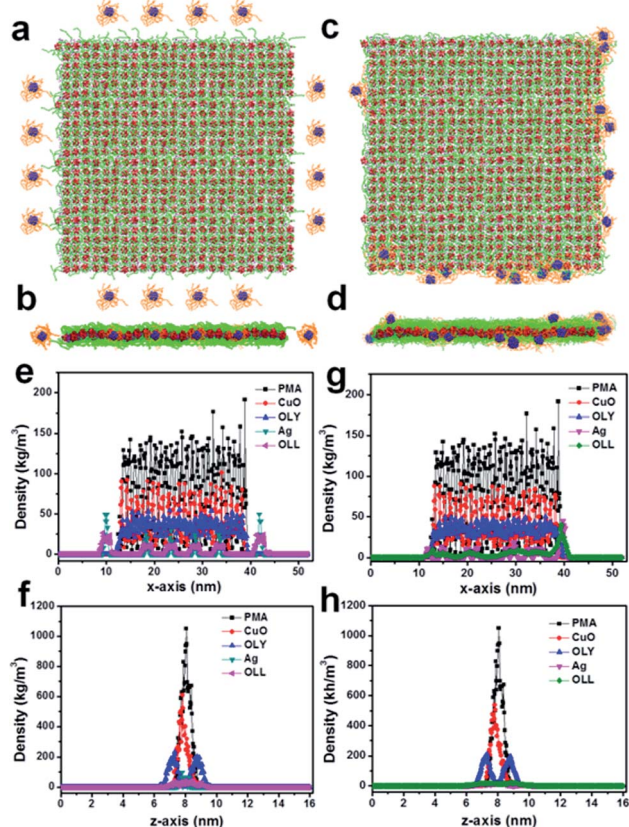 a
c
b
d
e
g
250
200
150
100
50
0
Density (kg/m³)
PMA
CuO
OLY
Ag
OLL
0 10 20 30 40 50
x-axis (nm)
200
150
100
50
0
Density (kg/m³)
PMA
CuO
OLY
Ag
OLL
0 10 20 30 40 50
x-axis (nm)
f
h
1200
1000
800
600
400
200
0
Density (kg/m³)
PMA
CuO
OLY
Ag
OLL
0 2 4 6 8 10 12 14 16
z-axis (nm)
1200
1000
800
600
400
200
0
Density (kh/m³)
PMA
CuO
OLY
Ag
OLL
0 2 4 6 8 10 12 14 16
z-axis (nm)